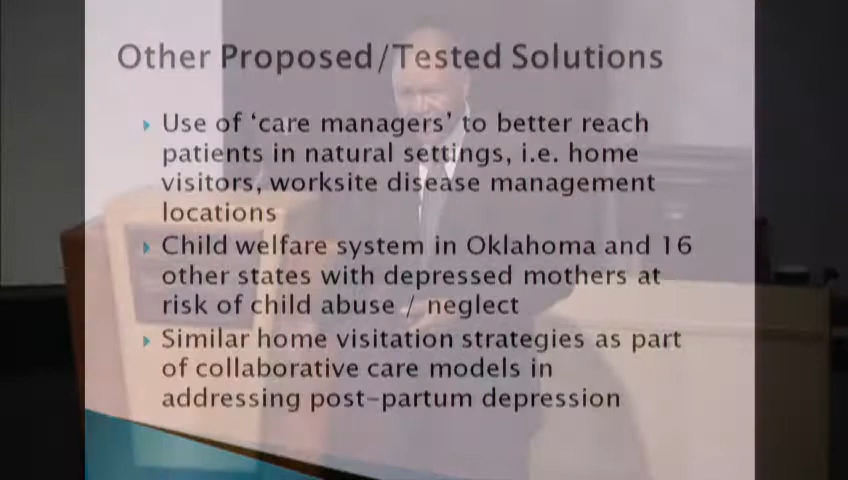 Other Proposed/Tested Solutions
Use of ‘care managers’ to better reach
patients in natural settings, i.e. home
visitors, worksite disease management
locations
Child welfare system in Oklahoma and 16
other states with depressed mothers at
risk of child abuse / neglect
Similar home visitation strategies as part
of collaborative care models in
addressing post-partum depression